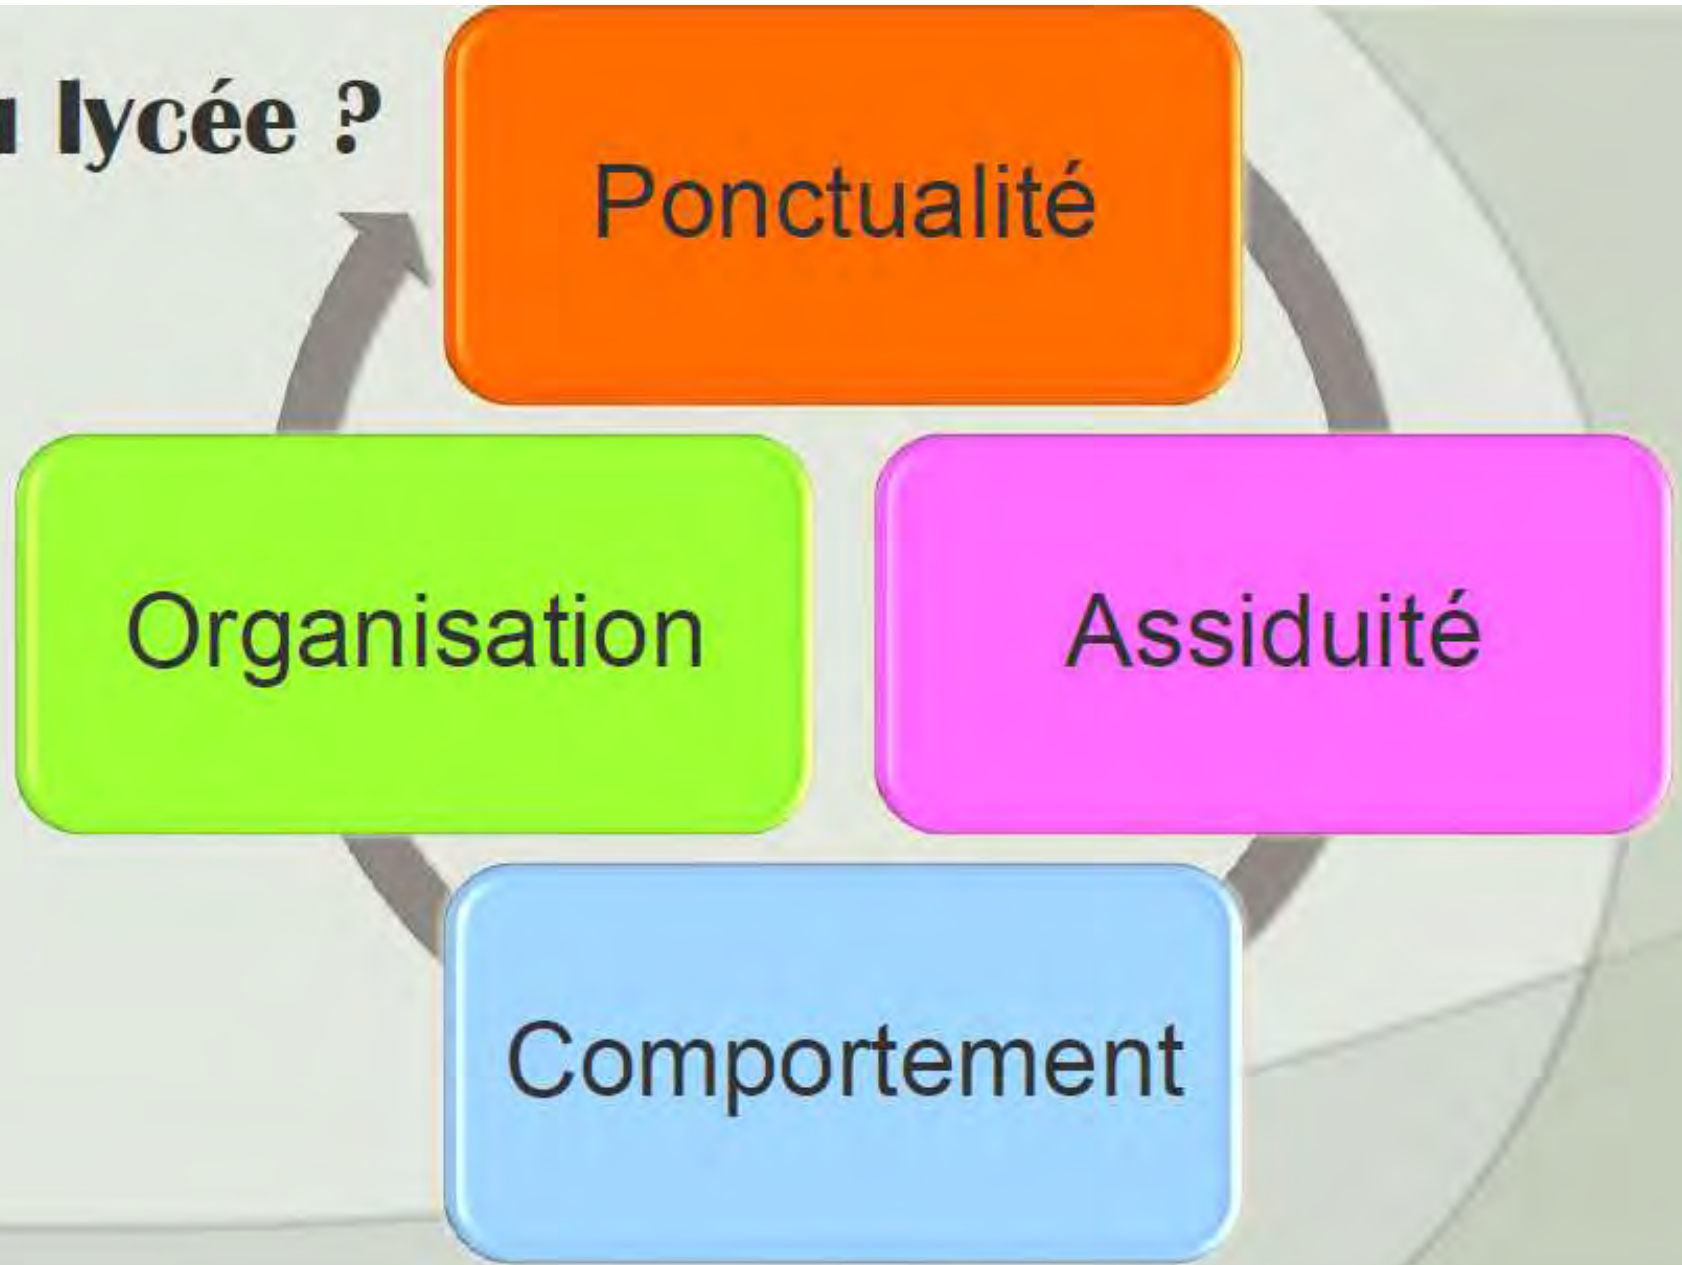 lycée ?
Ponctualité
Organisation
Assiduité
Comportement